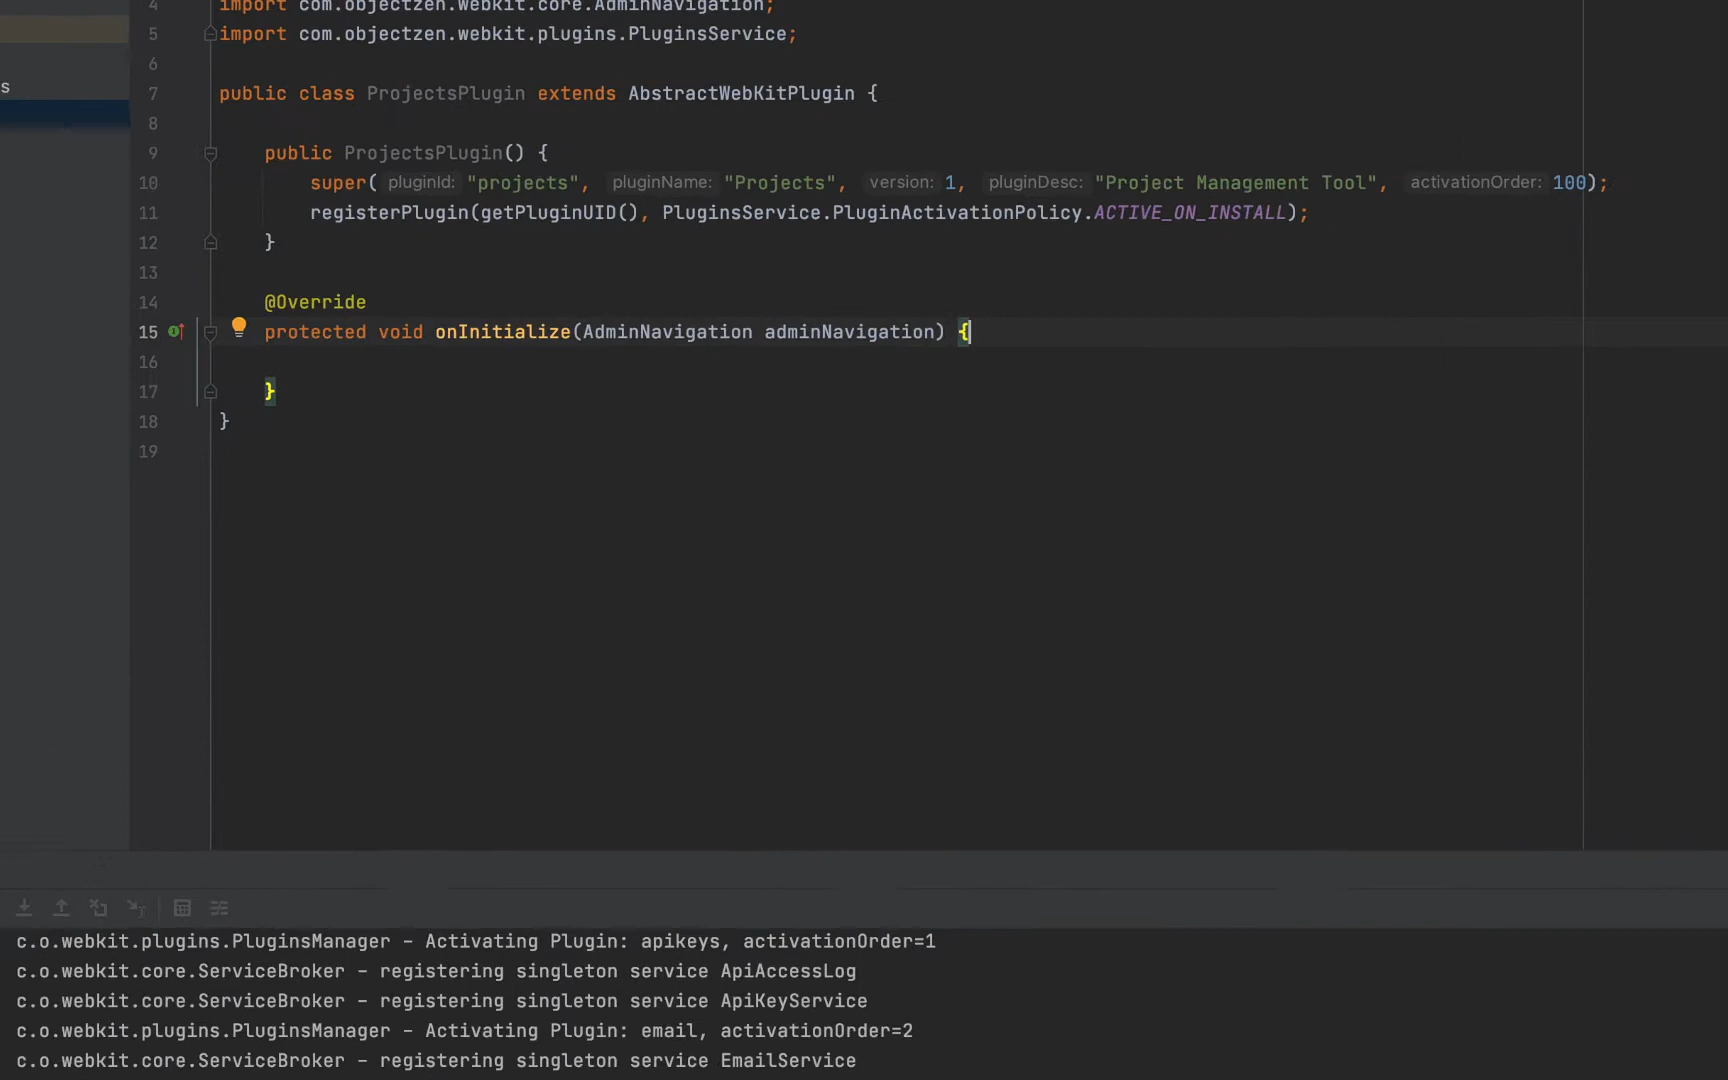 s
4 import com.objectzen.webkit.core.AdminNavigation;
5 import com.objectzen.webkit.plugins.PluginsService;
6
7 public class ProjectsPlugin extends AbstractWebKitPlugin {
8
9 public ProjectsPlugin() {
10 super( pluginId: "projects", pluginName: "Projects", version: 1, pluginDesc: "Project Management Tool", activationOrder: 100);
11 registerPlugin(getPluginUID(), PluginsService.PluginActivationPolicy.ACTIVE_ON_INSTALL);
12 }
13
14 @Override
15 protected void onInitialize(AdminNavigation adminNavigation) {
16
17 }
18 }
19
c.o.webkit.plugins.PluginsManager - Activating Plugin: apikeys, activationOrder=1
c.o.webkit.core.ServiceBroker - registering singleton service ApiAccessLog
c.o.webkit.core.ServiceBroker - registering singleton service ApiKeyService
c.o.webkit.plugins.PluginsManager - Activating Plugin: email, activationOrder=2
c.o.webkit.core.ServiceBroker - registering singleton service EmailService